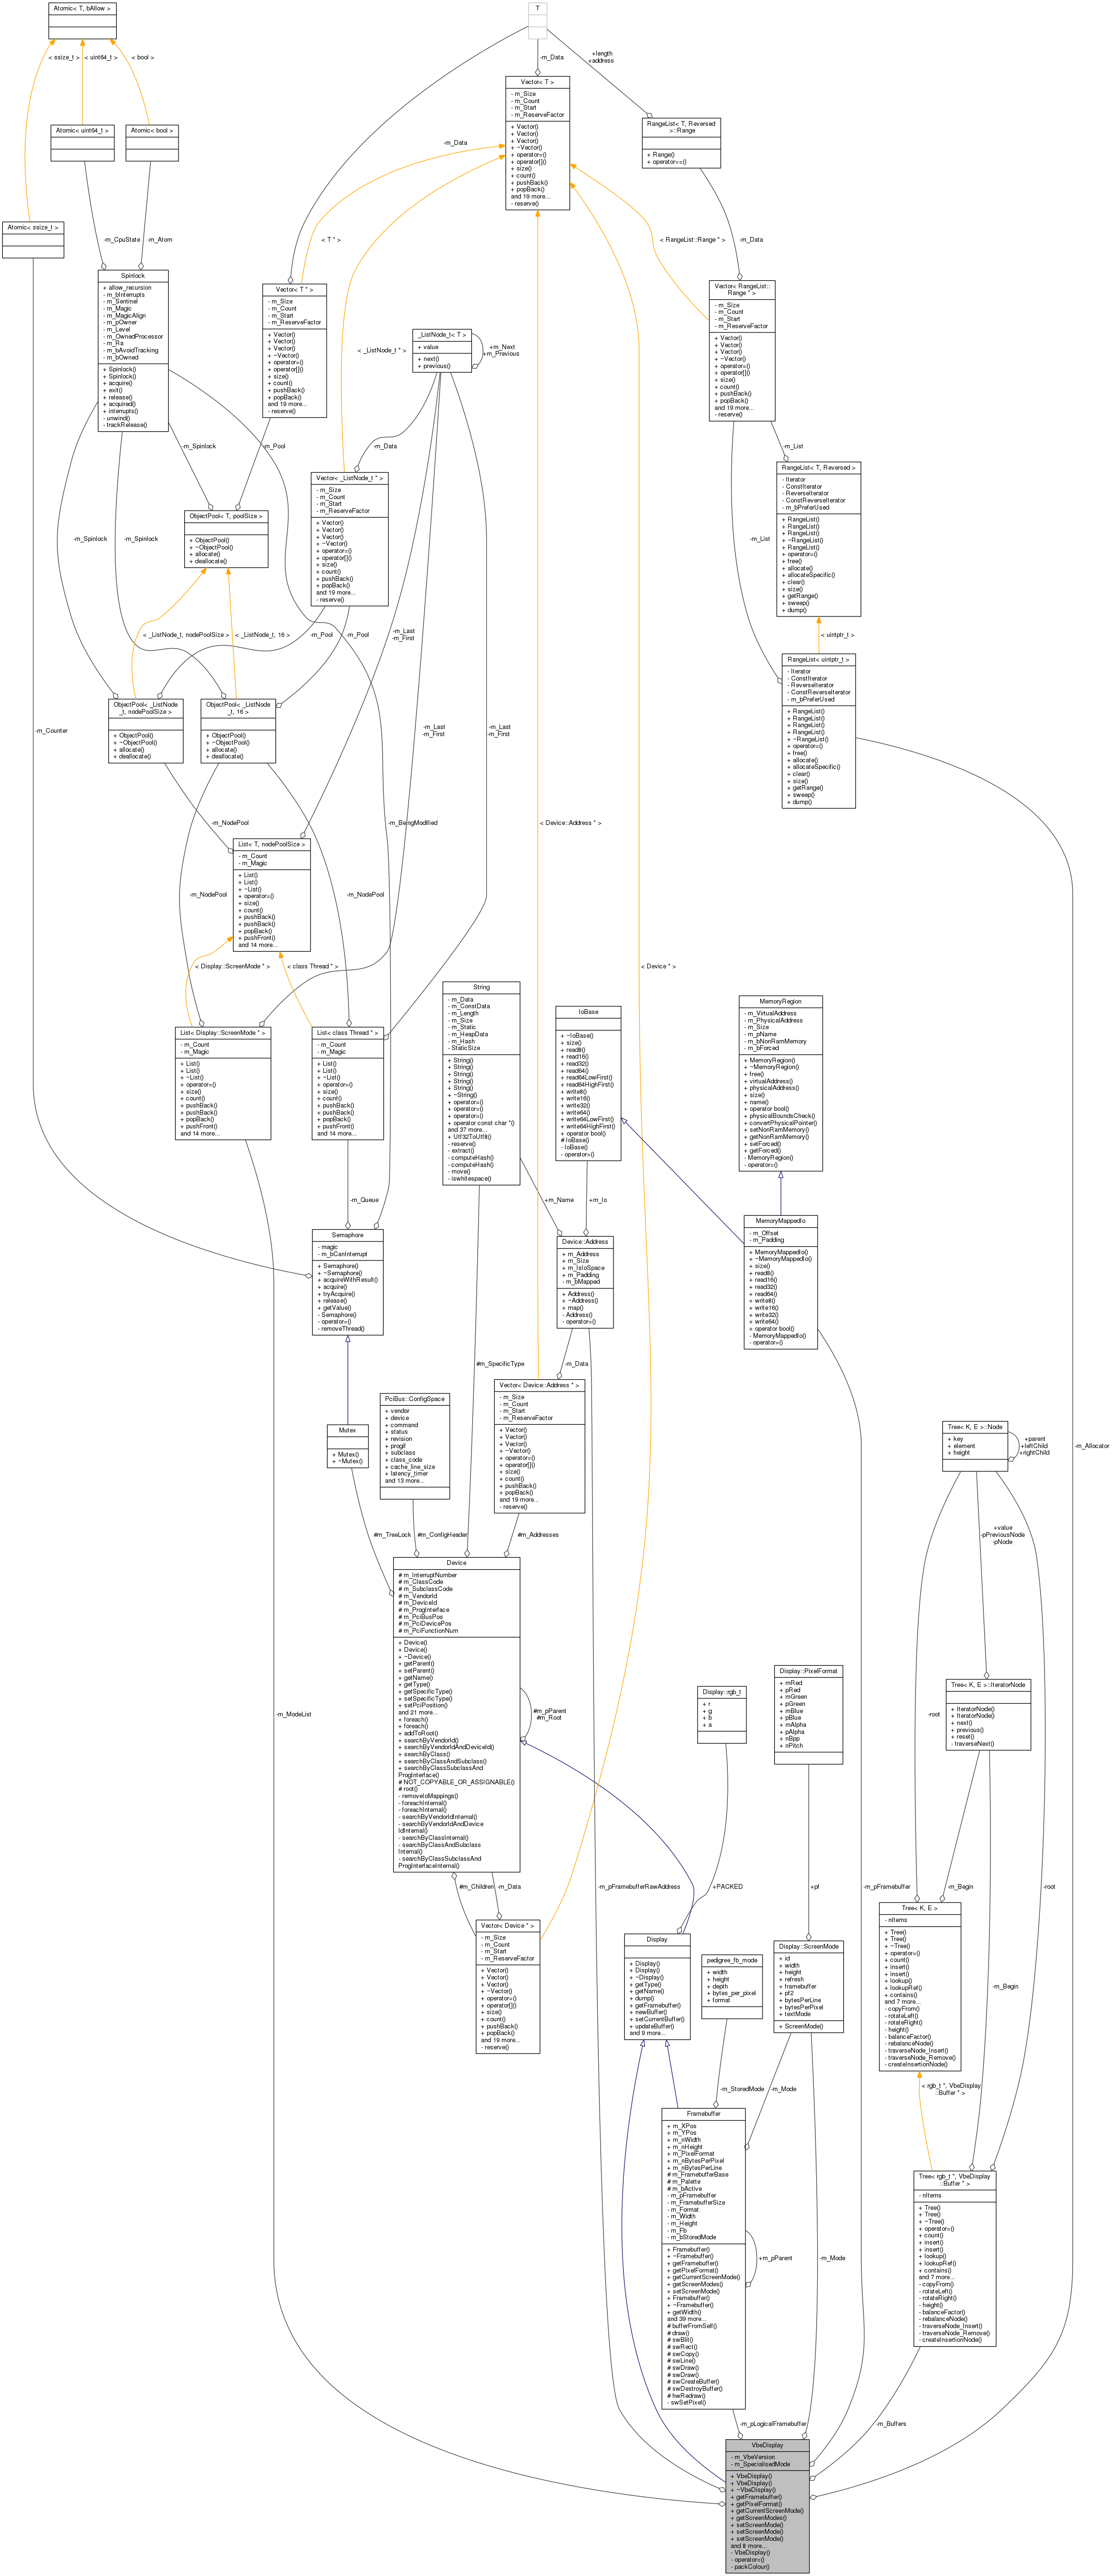 Atomic< T, bAllow >
T
< ssize_t >
< uint64_t >
< bool >
-m_Data
+length
+address
Vector< T >
- m_Size
- m_Count
- m_Start
- m_ReserveFactor
+ Vector()
+ Vector()
+ Vector()
+ ~Vector()
+ operator=()
+ operator[]()
+ size()
+ count()
+ pushBack()
+ popBack()
and 19 more...
- reserve()
RangeList< T, Reversed
>::Range
+ Range()
+ operator==()
Atomic< uint64_t >
Atomic< bool >
Atomic< ssize_t >
-m_CpuState
-m_Atom
-m_Data
< T * >
< RangeList::Range * >
-m_Data
Spinlock
+ allow_recursion
- m_bInterrupts
- m_Sentinel
- m_Magic
- m_MagicAlign
- m_pOwner
- m_Level
- m_OwnedProcessor
- m_Ra
- m_bAvoidTracking
- m_bOwned
+ Spinlock()
+ Spinlock()
+ acquire()
+ exit()
+ release()
+ acquired()
+ interrupts()
- unwind()
- trackRelease()
Vector< T * >
- m_Size
- m_Count
- m_Start
- m_ReserveFactor
+ Vector()
+ Vector()
+ Vector()
+ ~Vector()
+ operator=()
+ operator[]()
+ size()
+ count()
+ pushBack()
+ popBack()
and 19 more...
- reserve()
_ListNode_t< T >
+ value
+ next()
+ previous()
+m_Next
+m_Previous
< _ListNode_t * >
Vector< RangeList::
Range * >
- m_Size
- m_Count
- m_Start
- m_ReserveFactor
+ Vector()
+ Vector()
+ Vector()
+ ~Vector()
+ operator=()
+ operator[]()
+ size()
+ count()
+ pushBack()
+ popBack()
and 19 more...
- reserve()
-m_Spinlock
-m_Pool
-m_Data
-m_List
Vector< _ListNode_t * >
- m_Size
- m_Count
- m_Start
- m_ReserveFactor
+ Vector()
+ Vector()
+ Vector()
+ ~Vector()
+ operator=()
+ operator[]()
+ size()
+ count()
+ pushBack()
+ popBack()
and 19 more...
- reserve()
ObjectPool< T, poolSize >
+ ObjectPool()
+ ~ObjectPool()
+ allocate()
+ deallocate()
RangeList< T, Reversed >
- Iterator
- ConstIterator
- ReverseIterator
- ConstReverseIterator
- m_bPreferUsed
+ RangeList()
+ RangeList()
+ RangeList()
+ ~RangeList()
+ RangeList()
+ operator=()
+ free()
+ allocate()
+ allocateSpecific()
+ clear()
+ size()
+ getRange()
+ sweep()
+ dump()
-m_Spinlock
-m_Spinlock
-m_List
< _ListNode_t, nodePoolSize >
< _ListNode_t, 16 >
-m_Pool
-m_Pool
-m_Last
-m_First
< uintptr_t >
RangeList< uintptr_t >
- Iterator
- ConstIterator
- ReverseIterator
- ConstReverseIterator
- m_bPreferUsed
+ RangeList()
+ RangeList()
+ RangeList()
+ RangeList()
+ ~RangeList()
+ operator=()
+ free()
+ allocate()
+ allocateSpecific()
+ clear()
+ size()
+ getRange()
+ sweep()
+ dump()
ObjectPool< _ListNode
_t, nodePoolSize >
+ ObjectPool()
+ ~ObjectPool()
+ allocate()
+ deallocate()
ObjectPool< _ListNode
_t, 16 >
+ ObjectPool()
+ ~ObjectPool()
+ allocate()
+ deallocate()
-m_Counter
-m_Last
-m_First
-m_Last
-m_First
-m_NodePool
-m_BeingModified
< Device::Address * >
List< T, nodePoolSize >
- m_Count
- m_Magic
+ List()
+ List()
+ ~List()
+ operator=()
+ size()
+ count()
+ pushBack()
+ pushBack()
+ popBack()
+ pushFront()
and 14 more...
-m_NodePool
-m_NodePool
< Display::ScreenMode * >
< class Thread * >
< Device * >
List< Display::ScreenMode * >
- m_Count
- m_Magic
+ List()
+ List()
+ ~List()
+ operator=()
+ size()
+ count()
+ pushBack()
+ pushBack()
+ popBack()
+ pushFront()
and 14 more...
List< class Thread * >
- m_Count
- m_Magic
+ List()
+ List()
+ ~List()
+ operator=()
+ size()
+ count()
+ pushBack()
+ pushBack()
+ popBack()
+ pushFront()
and 14 more...
String
- m_Data
- m_ConstData
- m_Length
- m_Size
- m_Static
- m_HeapData
- m_Hash
- StaticSize
+ String()
+ String()
+ String()
+ String()
+ String()
+ ~String()
+ operator=()
+ operator=()
+ operator=()
+ operator const char *()
and 37 more...
+ Utf32ToUtf8()
- reserve()
- extract()
- computeHash()
- computeHash()
- move()
- iswhitespace()
IoBase
+ ~IoBase()
+ size()
+ read8()
+ read16()
+ read32()
+ read64()
+ read64LowFirst()
+ read64HighFirst()
+ write8()
+ write16()
+ write32()
+ write64()
+ write64LowFirst()
+ write64HighFirst()
+ operator bool()
# IoBase()
- IoBase()
- operator=()
MemoryRegion
- m_VirtualAddress
- m_PhysicalAddress
- m_Size
- m_pName
- m_bNonRamMemory
- m_bForced
+ MemoryRegion()
+ ~MemoryRegion()
+ free()
+ virtualAddress()
+ physicalAddress()
+ size()
+ name()
+ operator bool()
+ physicalBoundsCheck()
+ convertPhysicalPointer()
+ setNonRamMemory()
+ getNonRamMemory()
+ setForced()
+ getForced()
- MemoryRegion()
- operator=()
-m_Queue
+m_Name
+m_Io
Semaphore
- magic
- m_bCanInterrupt
+ Semaphore()
+ ~Semaphore()
+ acquireWithResult()
+ acquire()
+ tryAcquire()
+ release()
+ getValue()
- Semaphore()
- operator=()
- removeThread()
Device::Address
+ m_Address
+ m_Size
+ m_IsIoSpace
+ m_Padding
- m_bMapped
+ Address()
+ ~Address()
+ map()
- Address()
- operator=()
MemoryMappedIo
- m_Offset
- m_Padding
+ MemoryMappedIo()
+ ~MemoryMappedIo()
+ size()
+ read8()
+ read16()
+ read32()
+ read64()
+ write8()
+ write16()
+ write32()
+ write64()
+ operator bool()
- MemoryMappedIo()
- operator=()
#m_SpecificType
-m_Data
Mutex
+ Mutex()
+ ~Mutex()
PciBus::ConfigSpace
+ vendor
+ device
+ command
+ status
+ revision
+ progif
+ subclass
+ class_code
+ cache_line_size
+ latency_timer
and 13 more...
Vector< Device::Address * >
- m_Size
- m_Count
- m_Start
- m_ReserveFactor
+ Vector()
+ Vector()
+ Vector()
+ ~Vector()
+ operator=()
+ operator[]()
+ size()
+ count()
+ pushBack()
+ popBack()
and 19 more...
- reserve()
Tree< K, E >::Node
+ key
+ element
+ height
+parent
+leftChild
+rightChild
-m_Allocator
-m_ModeList
#m_TreeLock
#m_ConfigHeader
#m_Addresses
+value
-pPreviousNode
-pNode
Device
# m_InterruptNumber
# m_ClassCode
# m_SubclassCode
# m_VendorId
# m_DeviceId
# m_ProgInterface
# m_PciBusPos
# m_PciDevicePos
# m_PciFunctionNum
+ Device()
+ Device()
+ ~Device()
+ getParent()
+ setParent()
+ getName()
+ getType()
+ getSpecificType()
+ setSpecificType()
+ setPciPosition()
and 21 more...
+ foreach()
+ foreach()
+ addToRoot()
+ searchByVendorId()
+ searchByVendorIdAndDeviceId()
+ searchByClass()
+ searchByClassAndSubclass()
+ searchByClassSubclassAnd
ProgInterface()
# NOT_COPYABLE_OR_ASSIGNABLE()
# root()
- removeIoMappings()
- foreachInternal()
- foreachInternal()
- searchByVendorIdInternal()
- searchByVendorIdAndDevice
IdInternal()
- searchByClassInternal()
- searchByClassAndSubclass
Internal()
- searchByClassSubclassAnd
ProgInterfaceInternal()
#m_pParent
#m_Root
Display::rgb_t
+ r
+ g
+ b
+ a
Display::PixelFormat
+ mRed
+ pRed
+ mGreen
+ pGreen
+ mBlue
+ pBlue
+ mAlpha
+ pAlpha
+ nBpp
+ nPitch
Tree< K, E >::IteratorNode
+ IteratorNode()
+ IteratorNode()
+ next()
+ previous()
+ reset()
- traverseNext()
-root
#m_Children
-m_Data
-m_pFramebufferRawAddress
+PACKED
+pf
-m_pFramebuffer
-m_Begin
-root
Vector< Device * >
- m_Size
- m_Count
- m_Start
- m_ReserveFactor
+ Vector()
+ Vector()
+ Vector()
+ ~Vector()
+ operator=()
+ operator[]()
+ size()
+ count()
+ pushBack()
+ popBack()
and 19 more...
- reserve()
Display
+ Display()
+ Display()
+ ~Display()
+ getType()
+ getName()
+ dump()
+ getFramebuffer()
+ newBuffer()
+ setCurrentBuffer()
+ updateBuffer()
and 9 more...
pedigree_fb_mode
+ width
+ height
+ depth
+ bytes_per_pixel
+ format
Display::ScreenMode
+ id
+ width
+ height
+ refresh
+ framebuffer
+ pf2
+ bytesPerLine
+ bytesPerPixel
+ textMode
+ ScreenMode()
Tree< K, E >
- nItems
+ Tree()
+ Tree()
+ ~Tree()
+ operator=()
+ count()
+ insert()
+ insert()
+ lookup()
+ lookupRef()
+ contains()
and 7 more...
- copyFrom()
- rotateLeft()
- rotateRight()
- height()
- balanceFactor()
- rebalanceNode()
- traverseNode_Insert()
- traverseNode_Remove()
- createInsertionNode()
-m_Begin
-m_StoredMode
-m_Mode
< rgb_t *, VbeDisplay
::Buffer * >
Framebuffer
+ m_XPos
+ m_YPos
+ m_nWidth
+ m_nHeight
+ m_PixelFormat
+ m_nBytesPerPixel
+ m_nBytesPerLine
# m_FramebufferBase
# m_Palette
# m_bActive
- m_pFramebuffer
- m_FramebufferSize
- m_Format
- m_Width
- m_Height
- m_Fb
- m_bStoredMode
+ Framebuffer()
+ ~Framebuffer()
+ getFramebuffer()
+ getPixelFormat()
+ getCurrentScreenMode()
+ getScreenModes()
+ setScreenMode()
+ Framebuffer()
+ ~Framebuffer()
+ getWidth()
and 39 more...
# bufferFromSelf()
# draw()
# swBlit()
# swRect()
# swCopy()
# swLine()
# swDraw()
# swDraw()
# swCreateBuffer()
# swDestroyBuffer()
# hwRedraw()
- swSetPixel()
+m_pParent
-m_Mode
Tree< rgb_t *, VbeDisplay
::Buffer * >
- nItems
+ Tree()
+ Tree()
+ ~Tree()
+ operator=()
+ count()
+ insert()
+ insert()
+ lookup()
+ lookupRef()
+ contains()
and 7 more...
- copyFrom()
- rotateLeft()
- rotateRight()
- height()
- balanceFactor()
- rebalanceNode()
- traverseNode_Insert()
- traverseNode_Remove()
- createInsertionNode()
-m_pLogicalFramebuffer
-m_Buffers
VbeDisplay
- m_VbeVersion
- m_SpecialisedMode
+ VbeDisplay()
+ VbeDisplay()
+ ~VbeDisplay()
+ getFramebuffer()
+ getPixelFormat()
+ getCurrentScreenMode()
+ getScreenModes()
+ setScreenMode()
+ setScreenMode()
+ setScreenMode()
and 8 more...
- VbeDisplay()
- operator=()
- packColour()